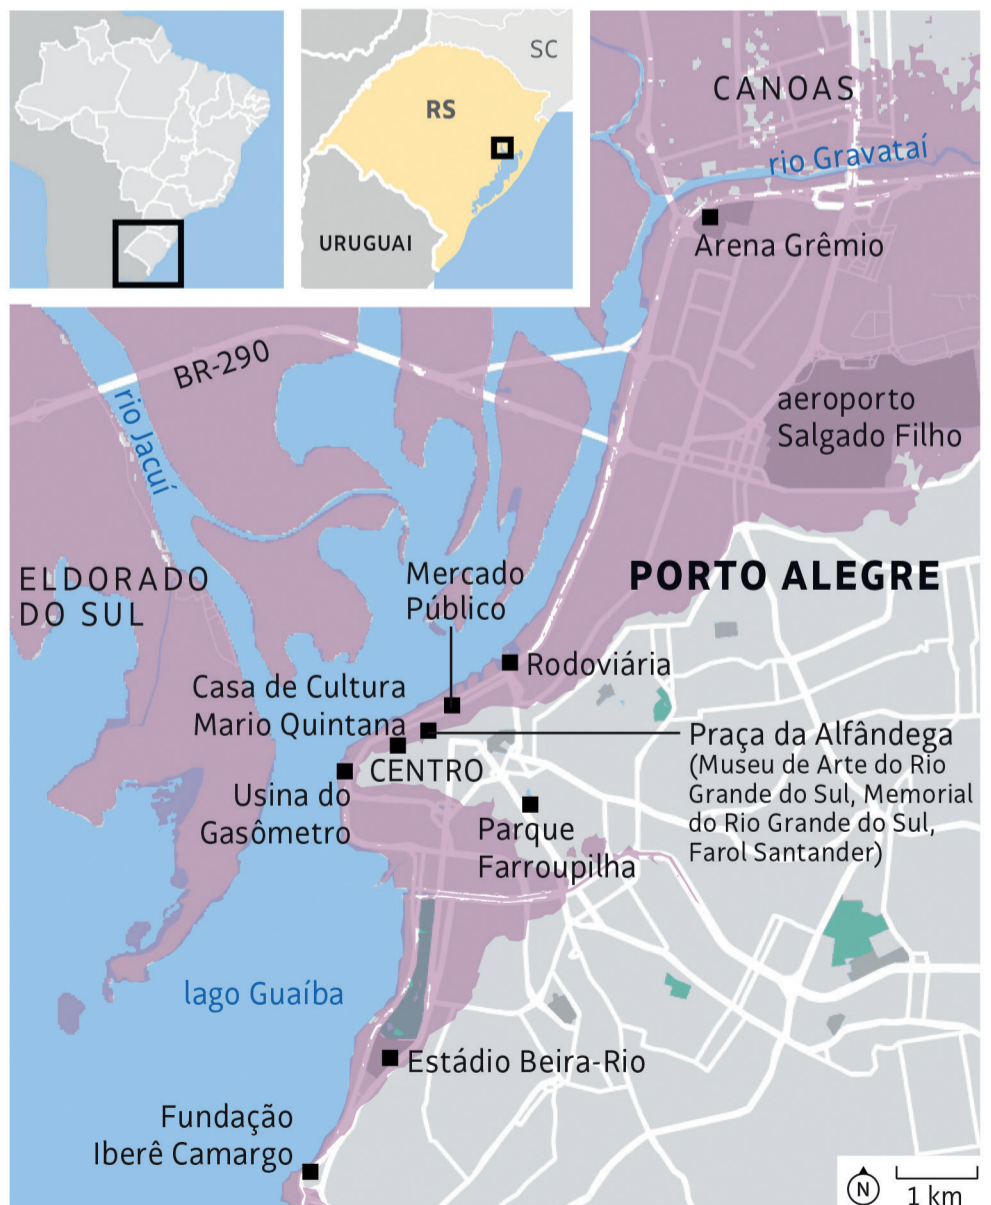 SC
RS
URUGUAI
CANOAS
rio Gravataí
Arena Grêmio
BR-290
rio Jacuí
aeroporto
Salgado Filho
ELDORADO
DO SUL
Mercado
Público
PORTO ALEGRE
Rodoviária
Casa de Cultura
Mario Quintana
Praça da Alfândega
(Museu de Arte do Rio
Grande do Sul, Memorial
do Rio Grande do Sul,
Farol Santander)
CENTRO
Usina do
Gasômetro
Parque
Farroupilha
lago Guaíba
Estádio Beira-Rio
Fundação
Iberê Camargo
N
1 km